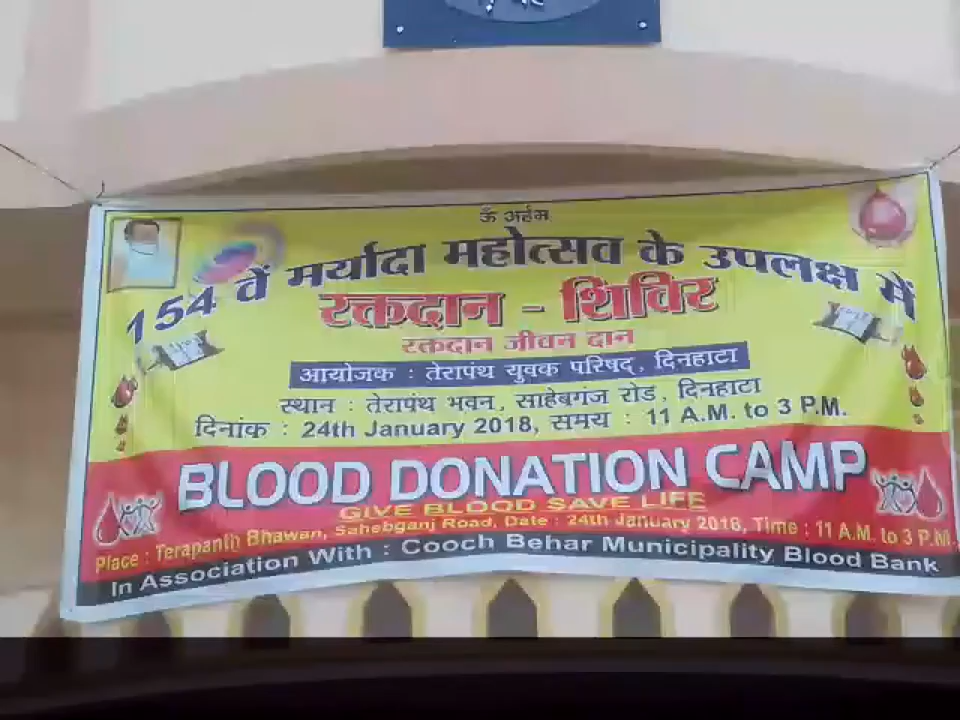 ॐ अर्हम
154 वें मर्यादा महोत्सव के उपलक्ष में
रक्तदान - शिविर
रक्तदान जीवन दान
आयोजक : तेरापंथ युवक परिषद्, दिनहाटा
स्थान : तेरापंथ भवन, साहेबगंज रोड, दिनहाटा
दिनांक : 24th January 2018, समय : 11 A.M. to 3 P.M.
BLOOD DONATION CAMP
GIVE BLOOD SAVE LIFE
Place : Terapanth Bhawan, Sahebganj Road, Date : 24th January 2018, Time : 11 A.M. to 3 P.M.
In Association With : Cooch Behar Municipality Blood Bank